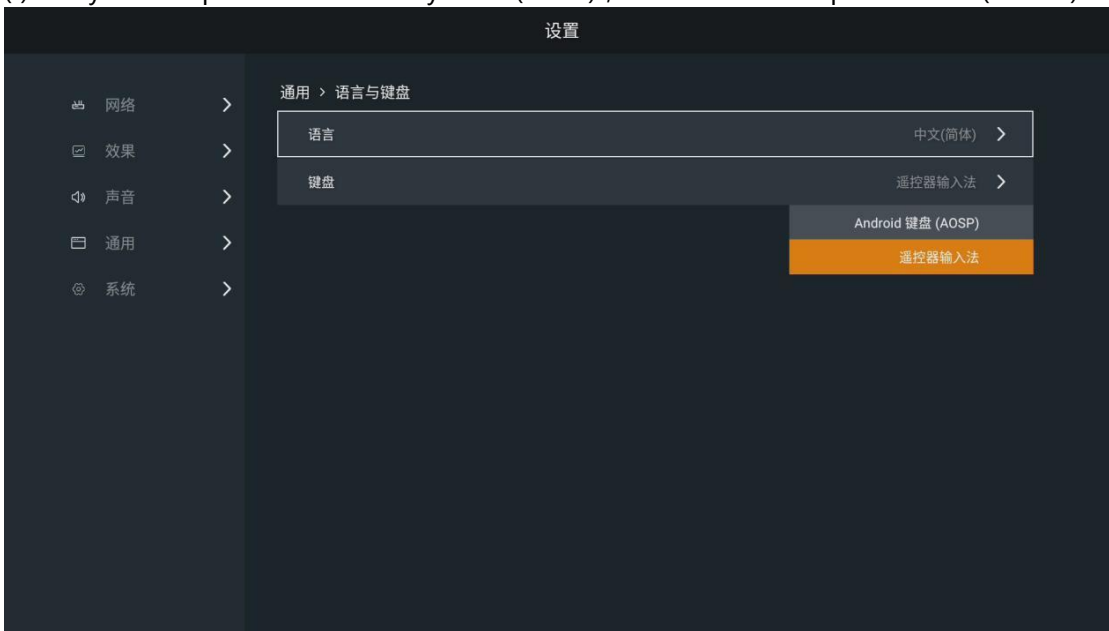 设置
通用 > 语言与键盘
网络
语言 中文(简体)
效果
键盘 遥控器输入法
声音
Android 键盘 (AOSP)
通用
遥控器输入法
系统